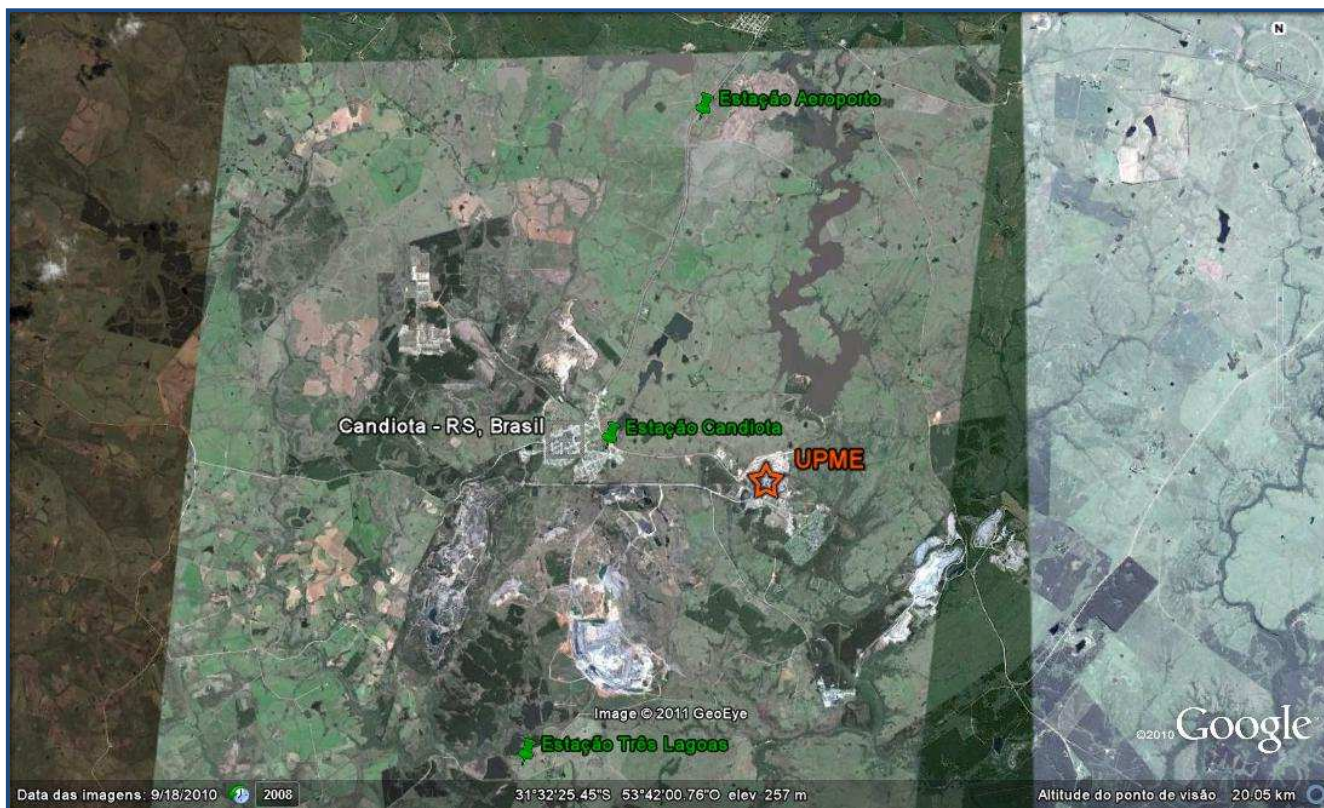 N
Estação Aeroporto
Candiota - RS, Brasil
Estação Candiota
UPME
Image © 2011 GeoEye
Estação Três Lagoas
©2010 Google
Data das imagens: 9/18/2010 2008 31°32'25.45"S 53°42'00.76"O elev 257 m Altitude do ponto de visão 20.05 km